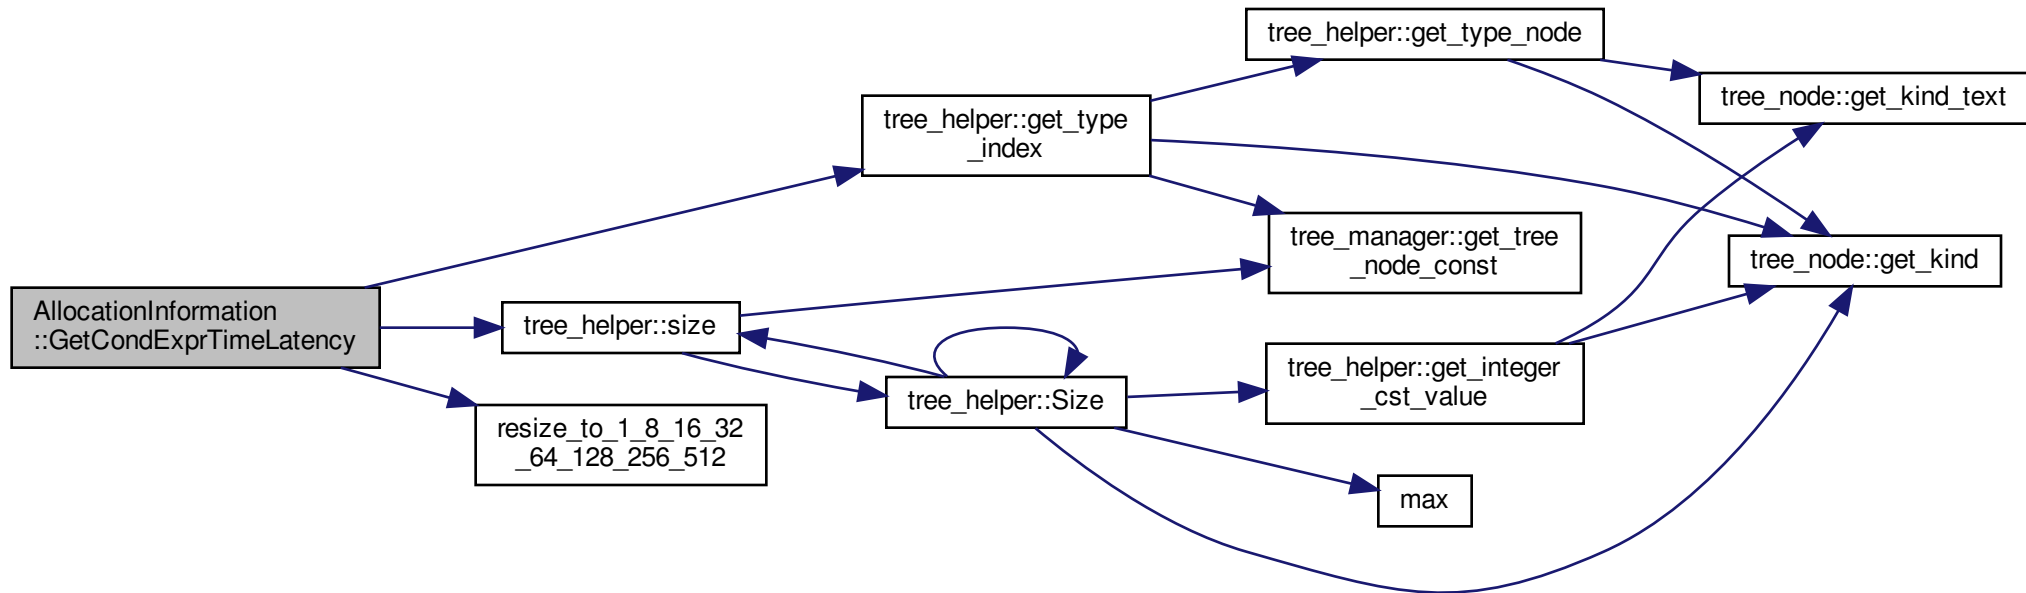 AllocationInformation
::GetCondExprTimeLatency
tree_helper::size
resize_to_1_8_16_32
_64_128_256_512
tree_helper::get_type
_index
tree_helper::Size
tree_helper::get_type_node
tree_manager::get_tree
_node_const
tree_helper::get_integer
_cst_value
max
tree_node::get_kind_text
tree_node::get_kind